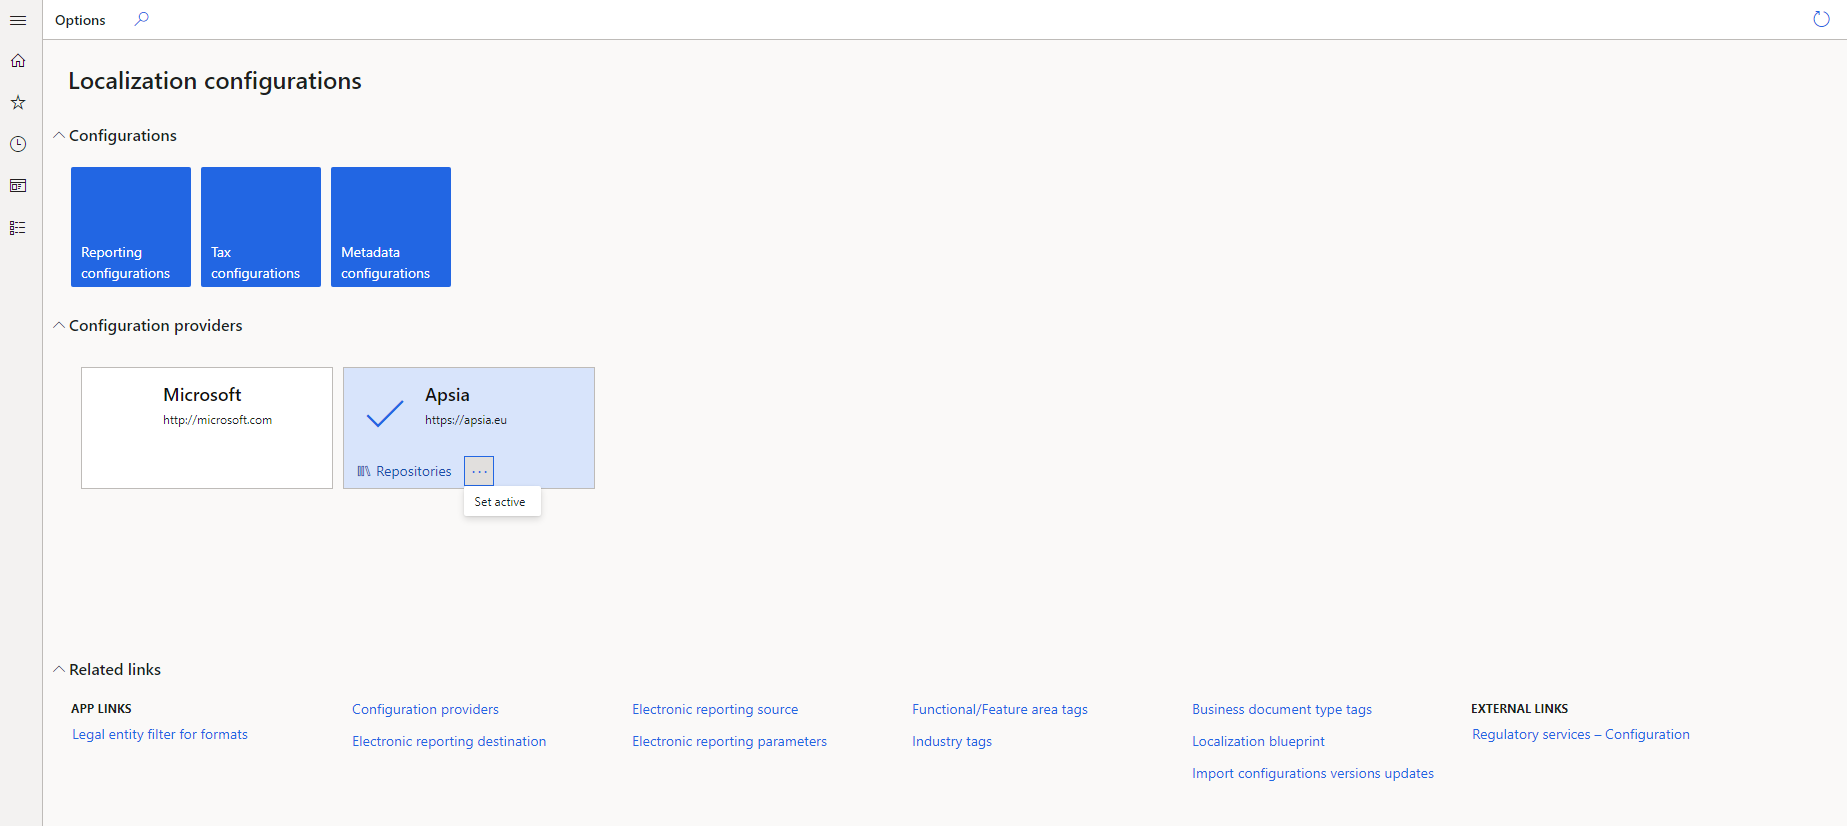 Options
Localization configurations
Configurations
Reporting
configurations
Tax
configurations
Metadata
configurations
Configuration providers
Microsoft
http://microsoft.com
Apsia
https://apsia.eu
Repositories
Set active
Related links
APP LINKS
Legal entity filter for formats
Configuration providers
Electronic reporting destination
Electronic reporting source
Electronic reporting parameters
Functional/Feature area tags
Industry tags
Business document type tags
Localization blueprint
Import configurations versions updates
EXTERNAL LINKS
Regulatory services – Configuration